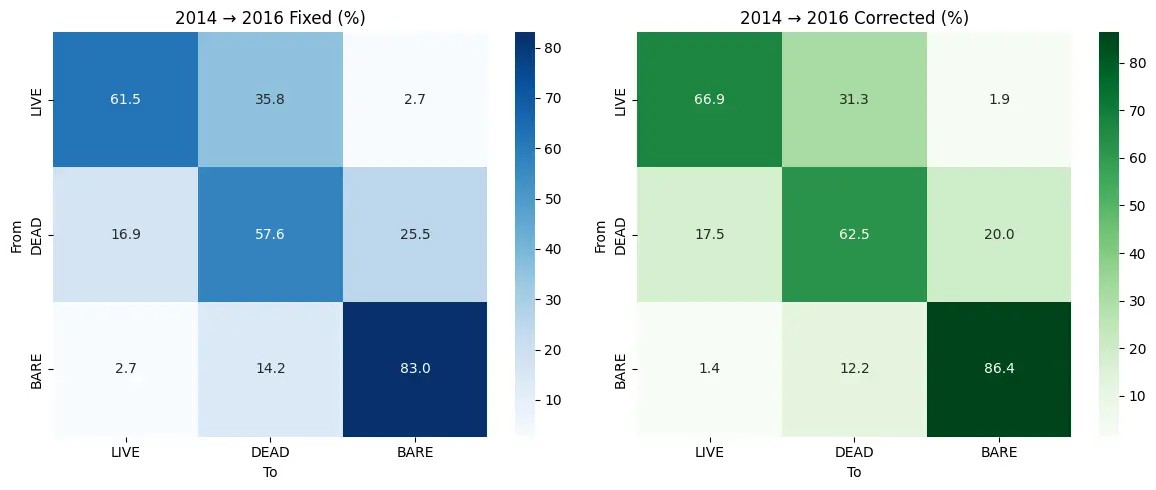 2014 → 2016 Fixed (%)
From
LIVE
DEAD
BARE
61.5 35.8 2.7
16.9 57.6 25.5
2.7 14.2 83.0
LIVE DEAD BARE
To
80
70
60
50
40
30
20
10
2014 → 2016 Corrected (%)
From
LIVE
DEAD
BARE
66.9 31.3 1.9
17.5 62.5 20.0
1.4 12.2 86.4
LIVE DEAD BARE
To
80
70
60
50
40
30
20
10